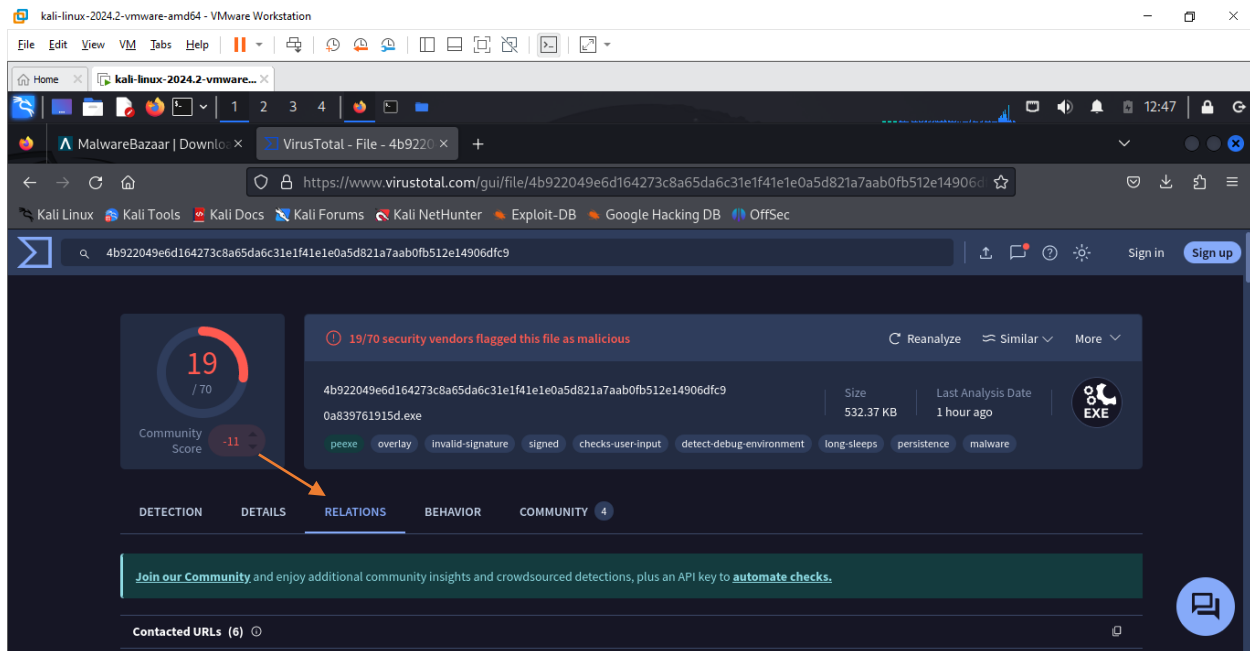 kali-linux-2024.2-vmware-amd64 - VMware Workstation
File Edit View VM Tabs Help
Home kali-linux-2024.2-vmware...
1 2 3 4 12:47
MalwareBazaar | Downlo VirusTotal - File - 4b9220
https://www.virustotal.com/gui/file/4b922049e6d164273c8a65da6c31e1f41e1e0a5d821a7aab0fb512e14906d
Kali Linux Kali Tools Kali Docs Kali Forums Kali NetHunter Exploit-DB Google Hacking DB OffSec
4b922049e6d164273c8a65da6c31e1f41e1e0a5d821a7aab0fb512e14906dfc9 Sign in Sign up
19
/ 70
Community
Score
-11
19/70 security vendors flagged this file as malicious
Reanalyze Similar More
4b922049e6d164273c8a65da6c31e1f41e1e0a5d821a7aab0fb512e14906dfc9
0a839761915d.exe
Size
532.37 KB
Last Analysis Date
1 hour ago
EXE
peexe overlay invalid-signature signed checks-user-input detect-debug-environment long-sleeps persistence malware
DETECTION DETAILS RELATIONS BEHAVIOR COMMUNITY 4
Join our Community and enjoy additional community insights and crowdsourced detections, plus an API key to automate checks.
Contacted URLs (6)